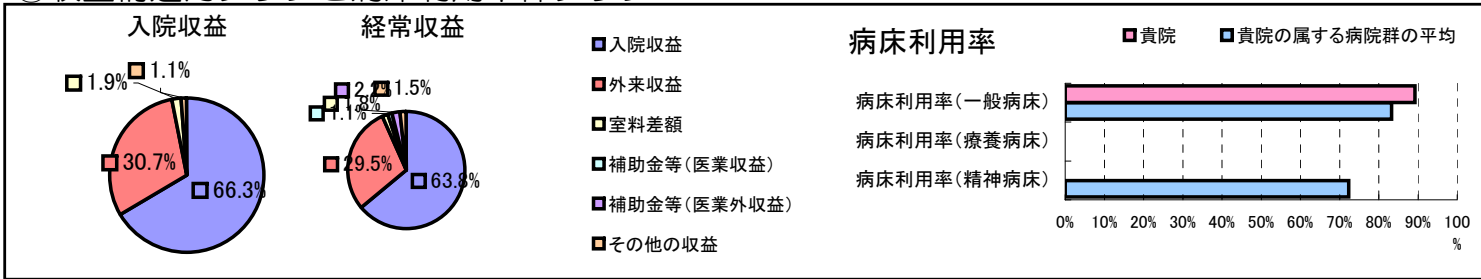 入院収益
1.9%
1.1%
30.7%
66.3%
経常収益
2.2%
1.5%
8%
1.1%
29.5%
63.8%
入院収益
外来収益
室料差額
補助金等(医業収益)
補助金等(医業外収益)
その他の収益
病床利用率
貴院 貴院の属する病院群の平均
病床利用率(一般病床)
病床利用率(療養病床)
病床利用率(精神病床)
0% 10% 20% 30% 40% 50% 60% 70% 80% 90% 100
%